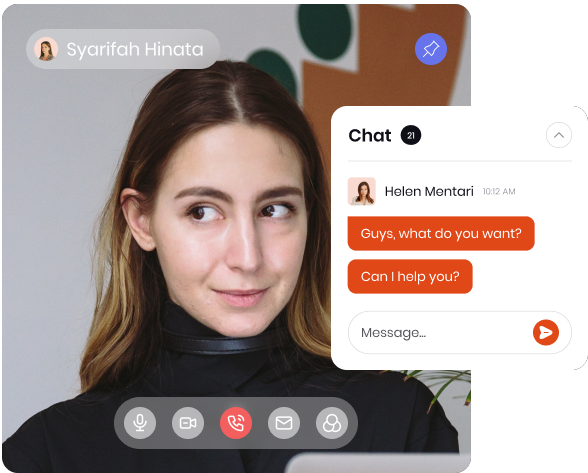 Syarifah Hinata
Chat 21
Helen Mentari 10:12 AM
Guys, what do you want?
Can I help you?
Message...